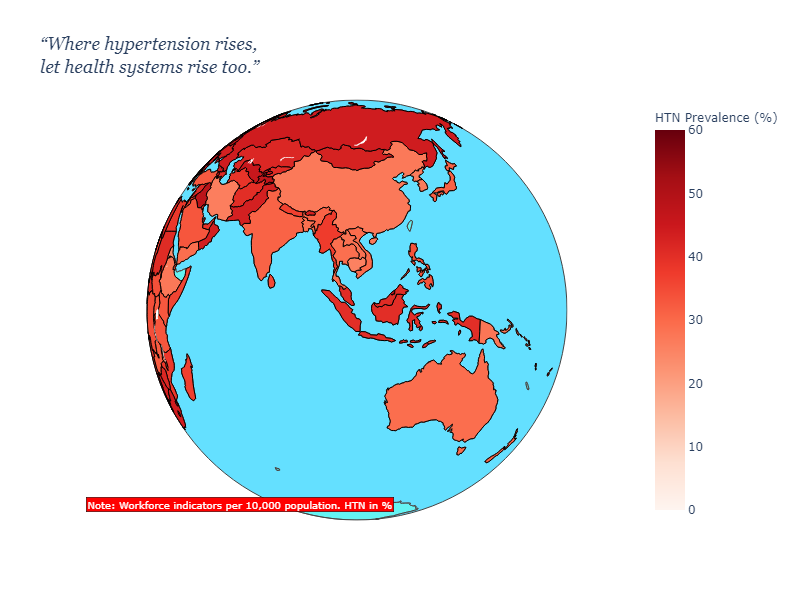 “Where hypertension rises,
let health systems rise too.”
HTN Prevalence (%)
60
50
40
30
20
10
0
Note: Workforce indicators per 10,000 population. HTN in %